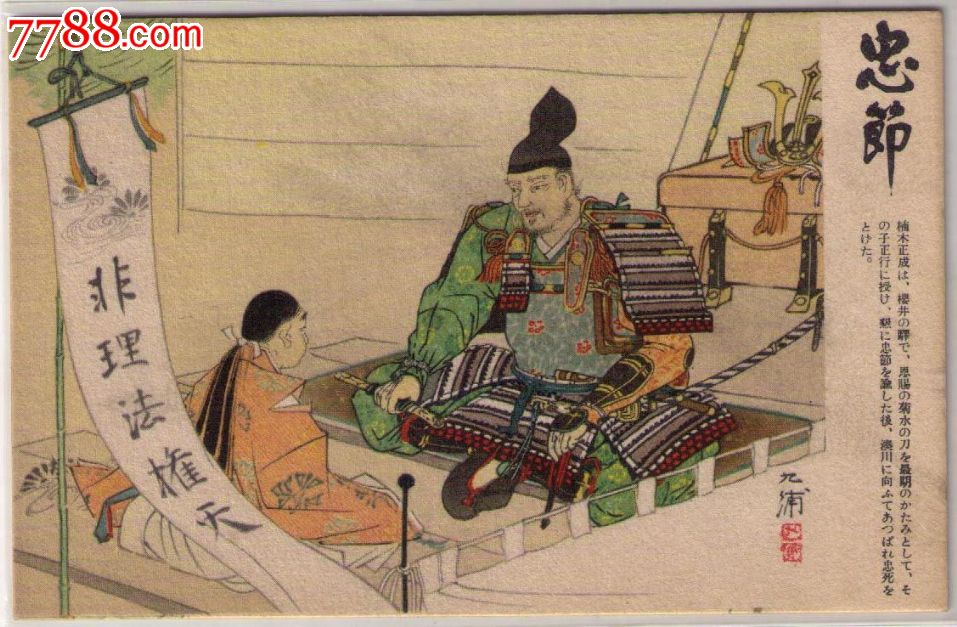 7788.com
忠節
楠木正成は、櫻井の驛で、恩賜の菊水の刀を最期のかたみとして、そ
の子正行に授け、懇に忠節を諭した後、湊川に向ふてあつぱれ忠死を
とげた。
非理法権天
九浦